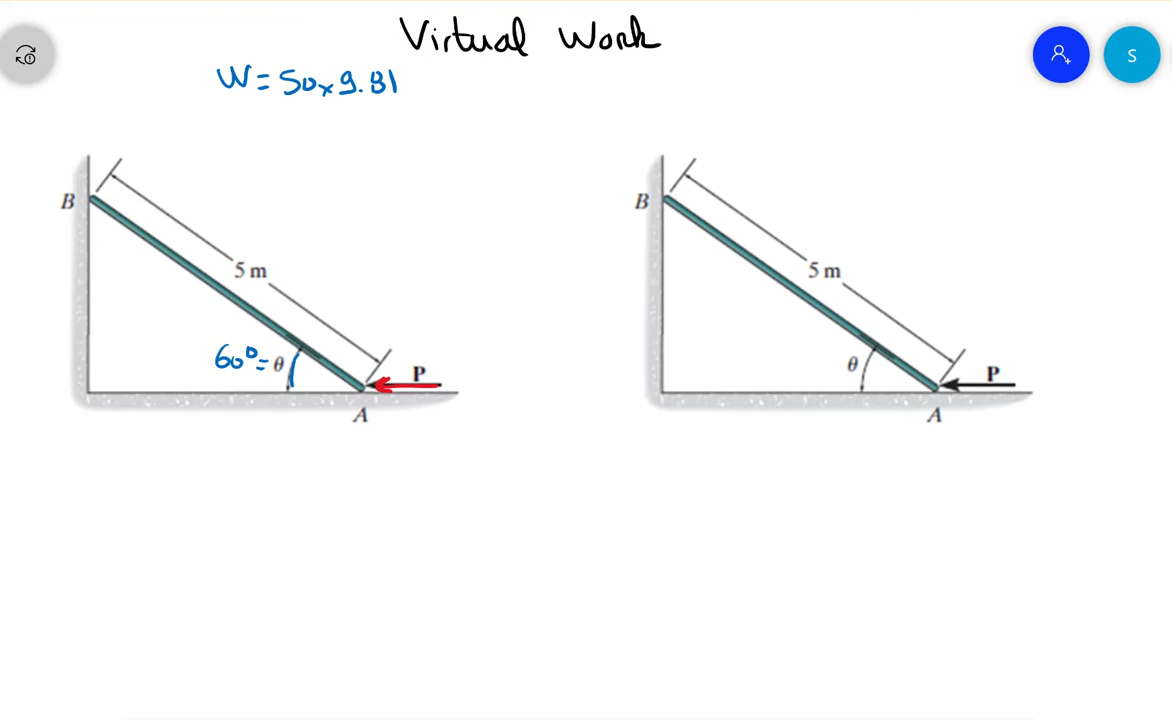 Virtual Work
S
W = 50 x 9.81
B
5 m
60° = θ
P
A
B
5 m
θ
P
A